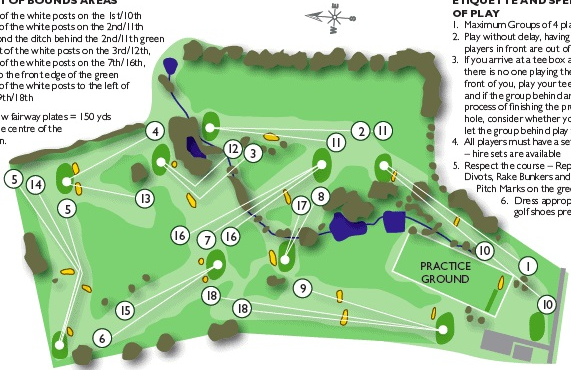 OF BOUNDS AREAS
of the white posts on the 1st/10th
of the white posts on the 2nd/11th
ond the ditch behind the 2nd/11th green
t of the white posts on the 3rd/12th,
of the white posts on the 7th/16th,
o the front edge of the green
of the white posts to the left of
9th/18th
w fairway plates = 150 yds
e centre of the
n.
ETIQUETTE AND SPE
OF PLAY
1. Maximum Groups of 4 pla
2. Play without delay, having
players in front are out of
3. If you arrive at a tee box a
there is no one playing the
front of you, play your tee
and if the group behind ar
process of finishing the pr
hole, consider whether yo
let the group behind play
4. All players must have a set
– hire sets are available
5. Respect the course – Rep
Divots, Rake Bunkers and
Pitch Marks on the gree
6. Dress approp
golf shoes pre
4
12
3
11
2
11
5
14
5
13
17
8
16
7
16
10
1
10
PRACTICE
GROUND
9
18
18
15
6